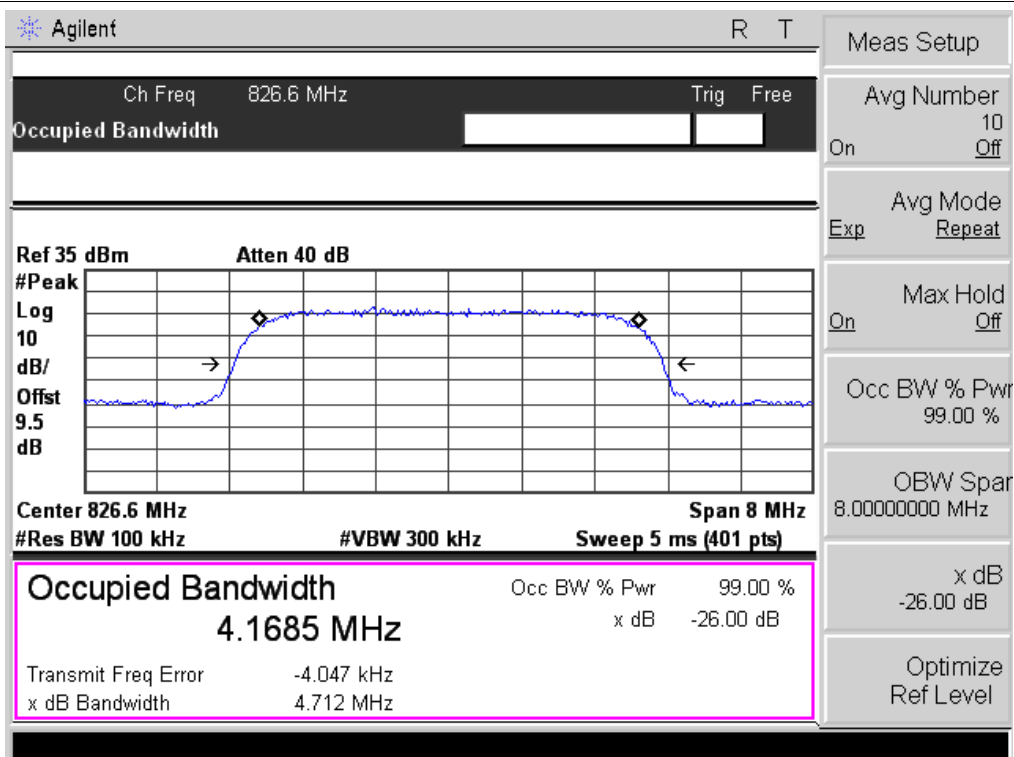 Agilent R T
Ch Freq 826.6 MHz Trig Free
Occupied Bandwidth
Ref 35 dBm Atten 40 dB
#Peak
Log
10
dB/
Offst
9.5
dB
Center 826.6 MHz Span 8 MHz
#Res BW 100 kHz #VBW 300 kHz Sweep 5 ms (401 pts)
Occupied Bandwidth Occ BW % Pwr 99.00 %
4.1685 MHz x dB -26.00 dB
Transmit Freq Error -4.047 kHz
x dB Bandwidth 4.712 MHz
Meas Setup
Avg Number
10
On Off
Avg Mode
Exp Repeat
Max Hold
On Off
Occ BW % Pwr
99.00 %
OBW Span
8.00000000 MHz
x dB
-26.00 dB
Optimize
Ref Level